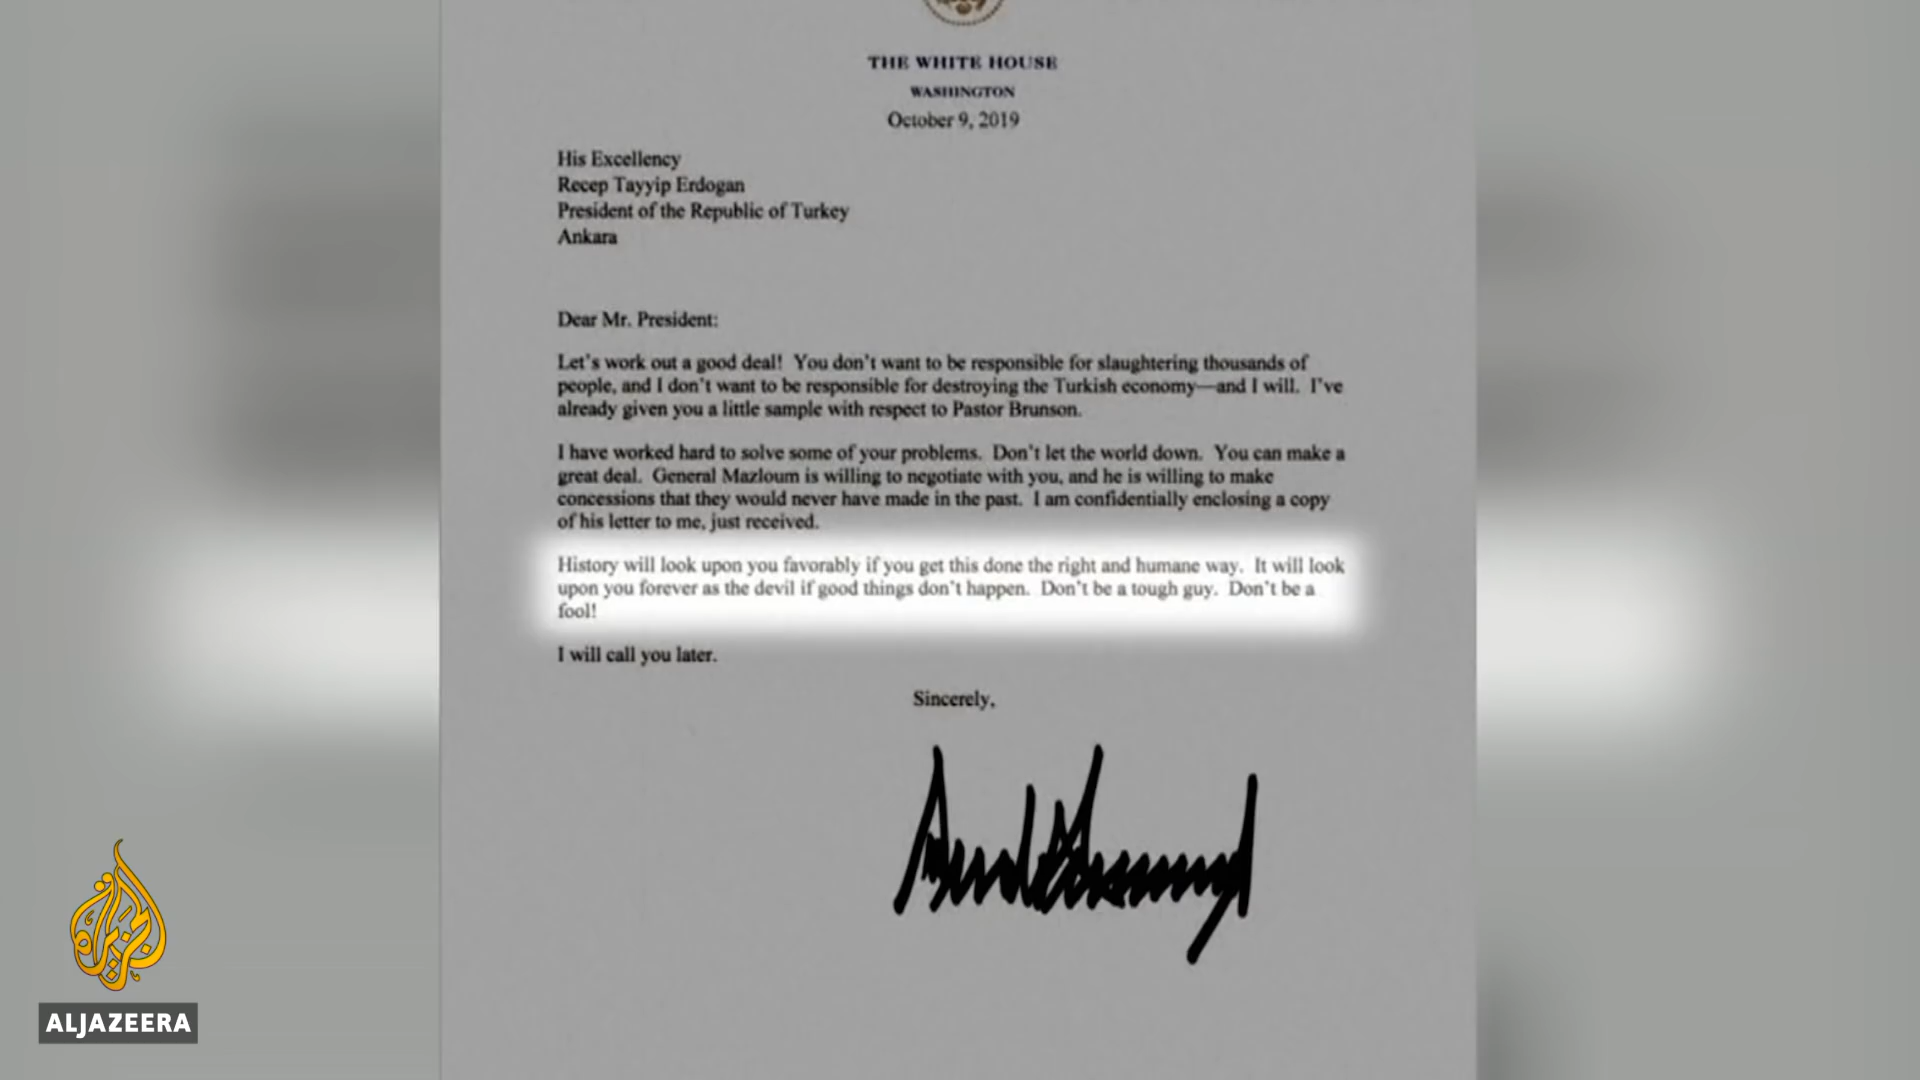 THE WHITE HOUSE
WASHINGTON
October 9, 2019
His Excellency
Recep Tayyip Erdogan
President of the Republic of Turkey
Ankara
Dear Mr. President:
Let's work out a good deal!  You don't want to be responsible for slaughtering thousands of
people, and I don't want to be responsible for destroying the Turkish economy—and I will.  I've
already given you a little sample with respect to Pastor Brunson.
I have worked hard to solve some of your problems.  Don't let the world down.  You can make a
great deal.  General Mazloum is willing to negotiate with you, and he is willing to make
concessions that they would never have made in the past.  I am confidentially enclosing a copy
of his letter to me, just received.
History will look upon you favorably if you get this done the right and humane way.  It will look
upon you forever as the devil if good things don't happen.  Don't be a tough guy.  Don't be a
fool!
I will call you later.
Sincerely,
الجزيرة
ALJAZEERA